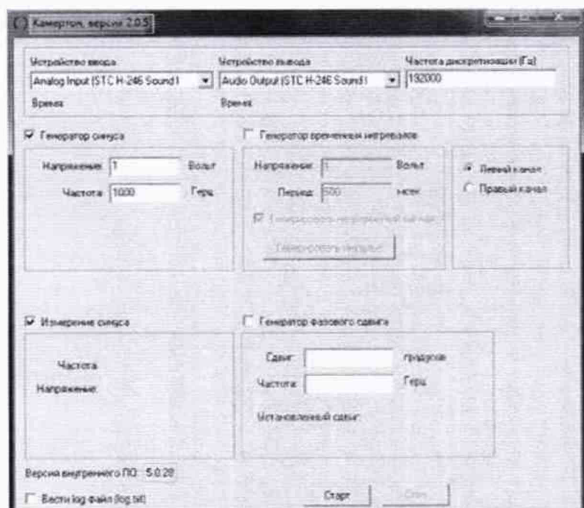 Камертон, версия 2.0.5
Устройство ввода
Устройство вывода
Частота дискретизации (Гц)
Analog Input (STC H-246 Sound I
Audio Output (STC H-246 Sound I
192000
Время:
Время:
Генератор синуса
Напряжение: 1 Вольт
Частота: 1000 Герц
Генератор временных интервалов
Напряжение: Вольт
Период: 500 мсек
Генерировать импульс
Левый канал
Правый канал
Измерение синуса
Частота:
Напряжение:
Генератор фазового сдвига
Сдвиг: градусов
Частота: Герц
Установленный сдвиг:
Версия внутреннего ПО: 5.0.28
Вести log файл (log.txt)
Старт
Стоп